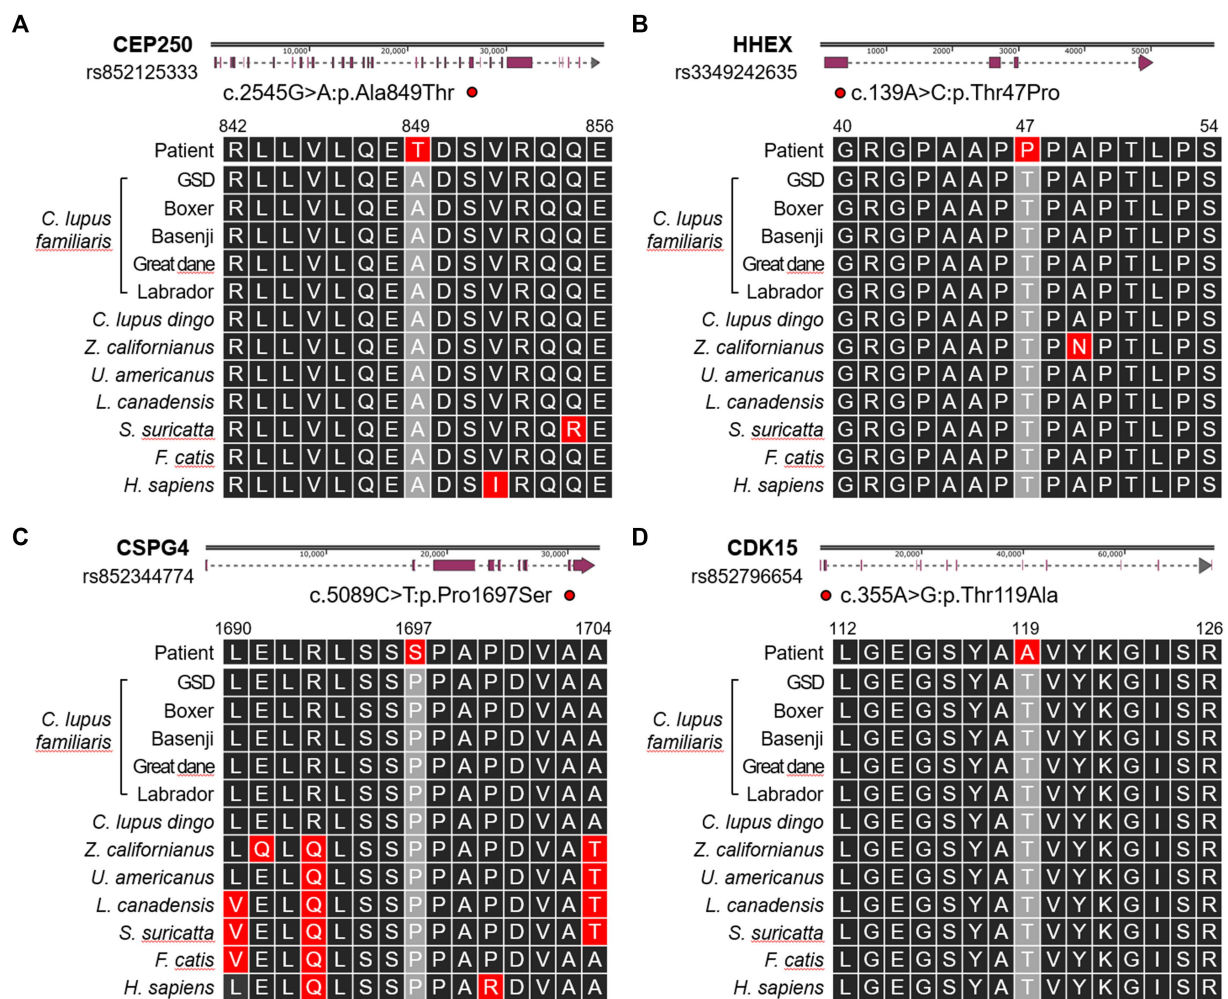 A
CEP250
rs852125333
10,000 20,000 30,000
c.2545G>A:p.Ala849Thr
842 849 856
Patient R L L V L Q E T D S V R Q Q E
C. lupus familiaris
GSD R L L V L Q E A D S V R Q Q E
Boxer R L L V L Q E A D S V R Q Q E
Basenji R L L V L Q E A D S V R Q Q E
Great dane R L L V L Q E A D S V R Q Q E
Labrador R L L V L Q E A D S V R Q Q E
C. lupus dingo R L L V L Q E A D S V R Q Q E
Z. californianus R L L V L Q E A D S V R Q Q E
U. americanus R L L V L Q E A D S V R Q Q E
L. canadensis R L L V L Q E A D S V R Q Q E
S. suricatta R L L V L Q E A D S V R Q R E
F. catis R L L V L Q E A D S V R Q Q E
H. sapiens R L L V L Q E A D S I R Q Q E
B
HHEX
rs3349242635
1000 2000 3000 4000 5000
c.139A>C:p.Thr47Pro
40 47 54
Patient G R G P A A P P P A P T L P S
C. lupus familiaris
GSD G R G P A A P T P A P T L P S
Boxer G R G P A A P T P A P T L P S
Basenji G R G P A A P T P A P T L P S
Great dane G R G P A A P T P A P T L P S
Labrador G R G P A A P T P A P T L P S
C. lupus dingo G R G P A A P T P A P T L P S
Z. californianus G R G P A A P T P N P T L P S
U. americanus G R G P A A P T P A P T L P S
L. canadensis G R G P A A P T P A P T L P S
S. suricatta G R G P A A P T P A P T L P S
F. catis G R G P A A P T P A P T L P S
H. sapiens G R G P A A P T P A P T L P S
C
CSPG4
rs852344774
10,000 20,000 30,000
c.5089C>T:p.Pro1697Ser
1690 1697 1704
Patient L E L R L S S S P A P D V A A
C. lupus familiaris
GSD L E L R L S S P P A P D V A A
Boxer L E L R L S S P P A P D V A A
Basenji L E L R L S S P P A P D V A A
Great dane L E L R L S S P P A P D V A A
Labrador L E L R L S S P P A P D V A A
C. lupus dingo L E L R L S S P P A P D V A A
Z. californianus L Q L Q L S S P P A P D V A T
U. americanus L E L Q L S S P P A P D V A T
L. canadensis V E L Q L S S P P A P D V A T
S. suricatta V E L Q L S S P P A P D V A T
F. catis V E L Q L S S P P A P D V A A
H. sapiens L E L Q L S S P P A R D V A A
D
CDK15
rs852796654
20,000 40,000 60,000
c.355A>G:p.Thr119Ala
112 119 126
Patient L G E G S Y A A V Y K G I S R
C. lupus familiaris
GSD L G E G S Y A T V Y K G I S R
Boxer L G E G S Y A T V Y K G I S R
Basenji L G E G S Y A T V Y K G I S R
Great dane L G E G S Y A T V Y K G I S R
Labrador L G E G S Y A T V Y K G I S R
C. lupus dingo L G E G S Y A T V Y K G I S R
Z. californianus L G E G S Y A T V Y K G I S R
U. americanus L G E G S Y A T V Y K G I S R
L. canadensis L G E G S Y A T V Y K G I S R
S. suricatta L G E G S Y A T V Y K G I S R
F. catis L G E G S Y A T V Y K G I S R
H. sapiens L G E G S Y A T V Y K G I S R